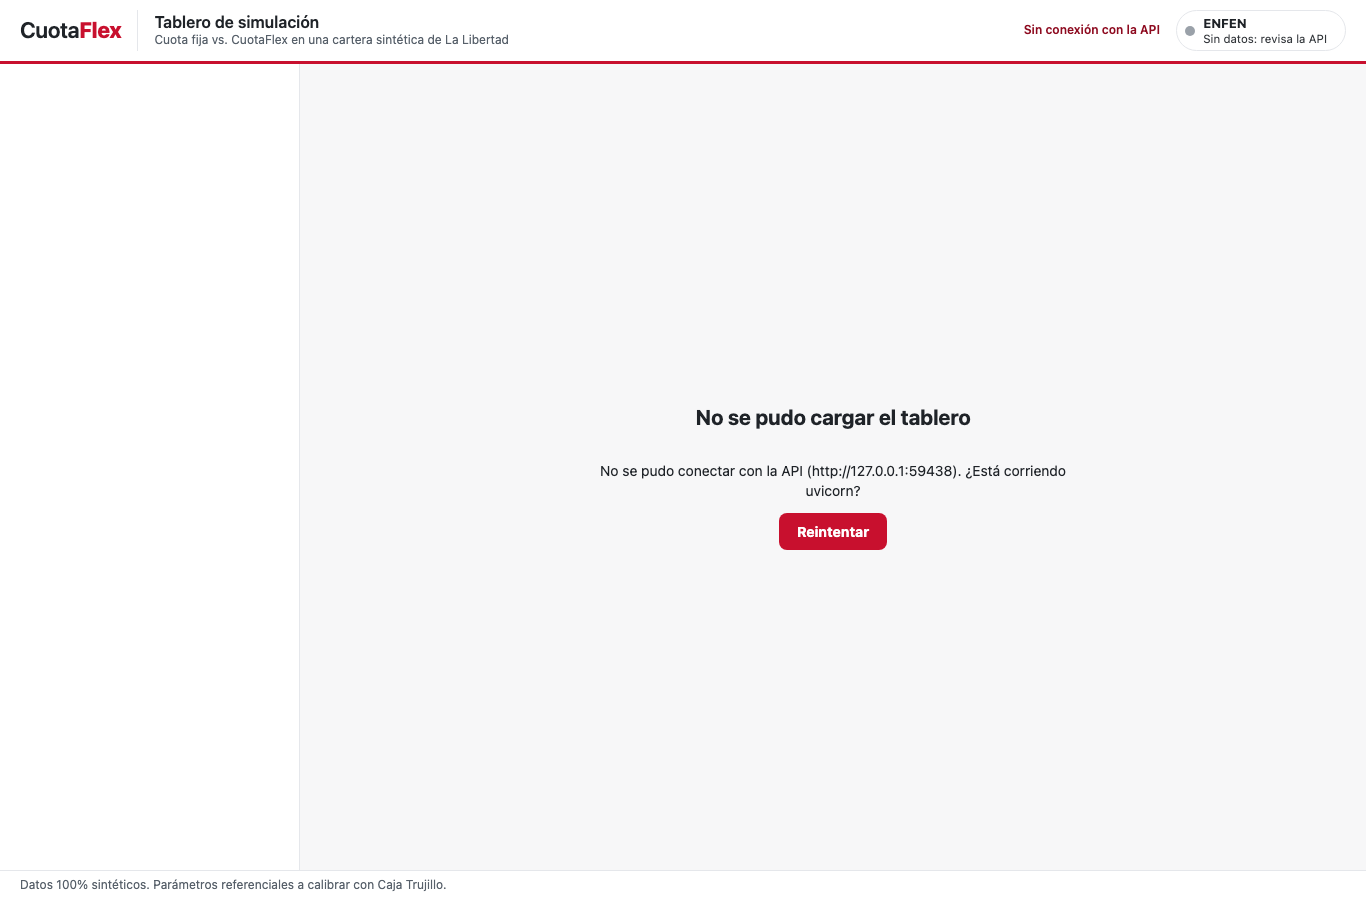 CuotaFlex
Tablero de simulación
Cuota fija vs. CuotaFlex en una cartera sintética de La Libertad
Sin conexión con la API
ENFEN
Sin datos: revisa la API
No se pudo cargar el tablero
No se pudo conectar con la API (http://127.0.0.1:59438). ¿Está corriendo
uvicorn?
Reintentar
Datos 100% sintéticos. Parámetros referenciales a calibrar con Caja Trujillo.